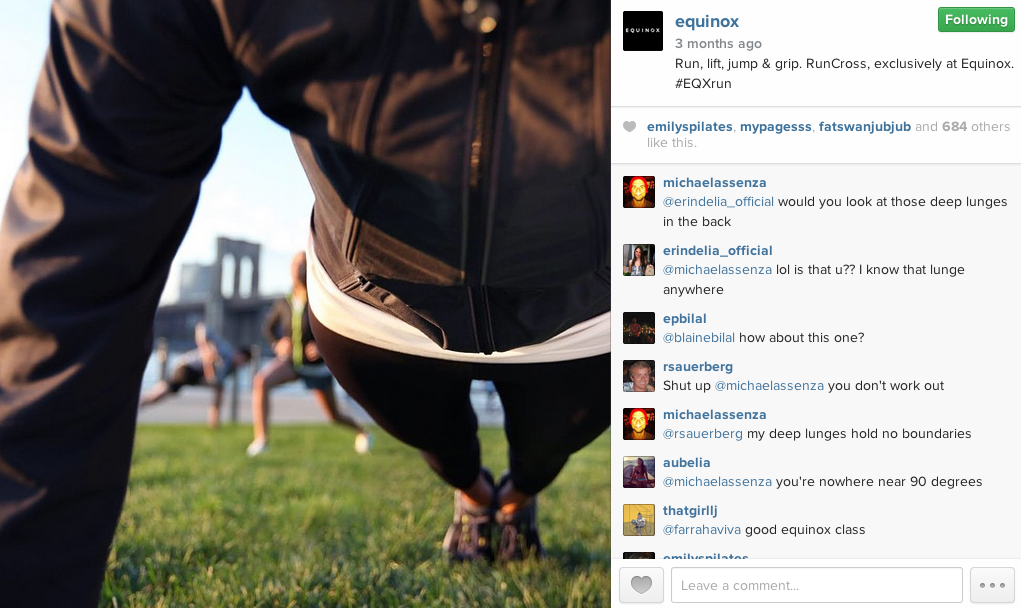 EQUINOX
equinox
Following
3 months ago
Run, lift, jump & grip. RunCross, exclusively at Equinox.
#EQXrun
emilyspilates, mypagesss, fatswanjubjub and 684 others
like this.
michaelassenza
@erindelia_official would you look at those deep lunges
in the back
erindelia_official
@michaelassenza lol is that u?? I know that lunge
anywhere
epbilal
@blainebilal how about this one?
rsauerberg
Shut up @michaelassenza you don't work out
michaelassenza
@rsauerberg my deep lunges hold no boundaries
aubelia
@michaelassenza you're nowhere near 90 degrees
thatgirllj
@farrahaviva good equinox class
emilyspilates
Leave a comment...